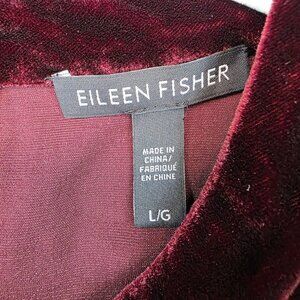 EILEEN FISHER
MADE IN
CHINA/
FABRIQUÉ
EN CHINE
L/G